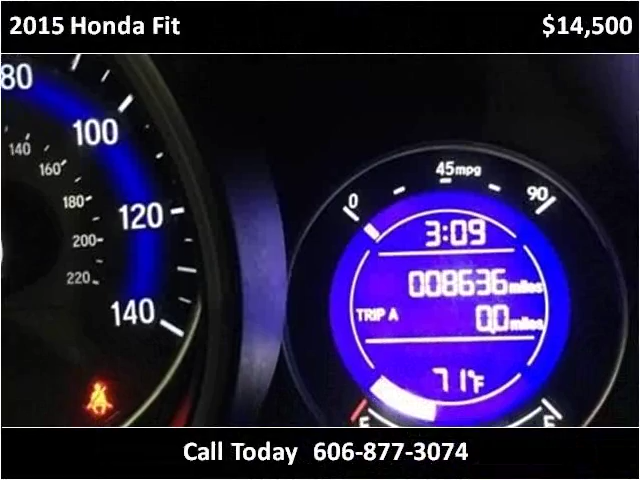 2015 Honda Fit $14,500
80
100
120
140
140
160
180
200
220
45mpg
0 90
3:09
008636 miles
TRIP A 0.0 miles
71°F
E F
Call Today 606-877-3074